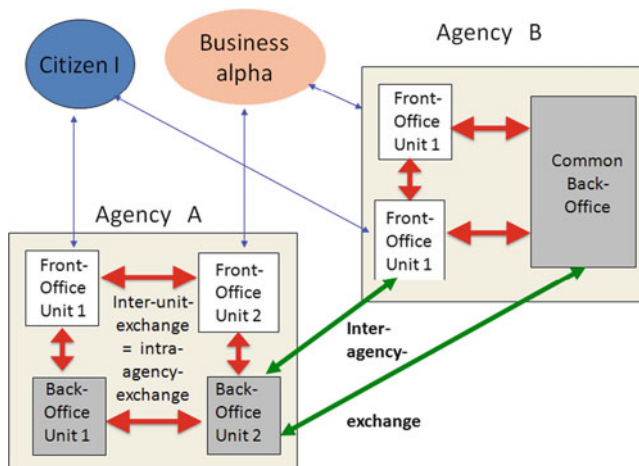 Citizen I
Business
alpha
Agency B
Front-
Office
Unit 1
Common
Back-
Office
Front-
Office
Unit 1
Agency A
Front-
Office
Unit 1
Front-
Office
Unit 2
Inter-unit-
exchange
= intra-
agency-
exchange
Back-
Office
Unit 1
Back-
Office
Unit 2
Inter-
agency-
exchange